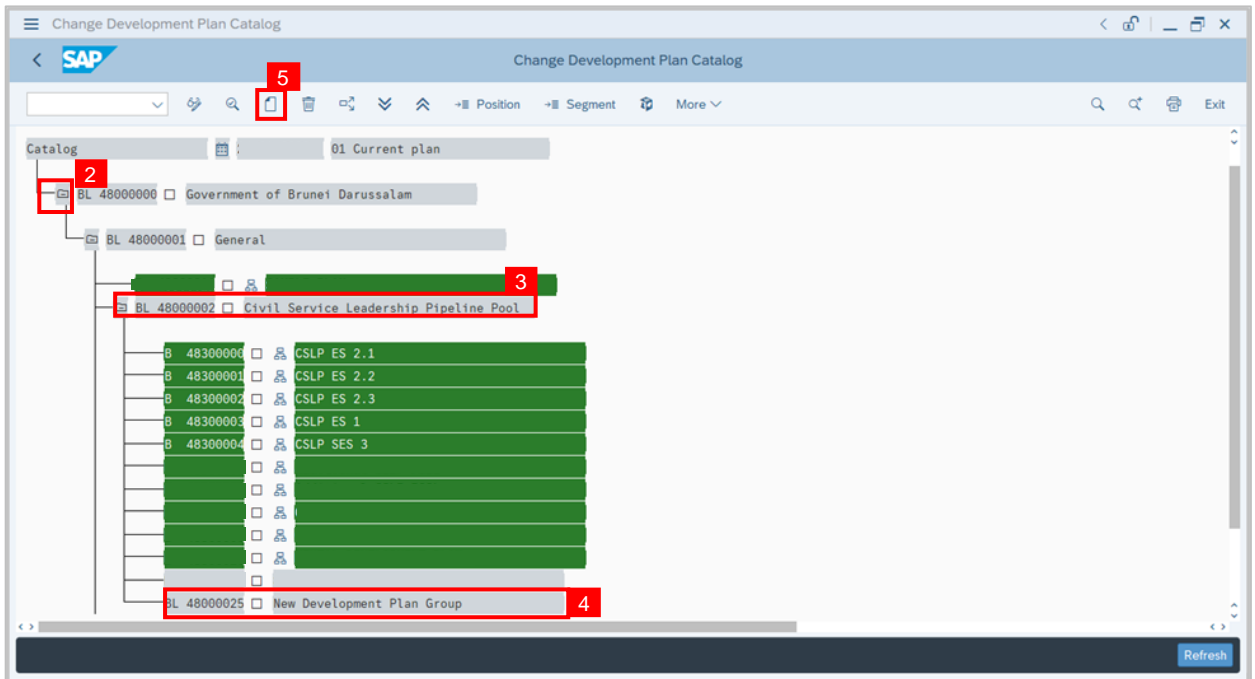 Change Development Plan Catalog
SAP Change Development Plan Catalog
5
Position Segment More Exit
Catalog 01 Current plan
2
BL 48000000 Government of Brunei Darussalam
BL 48000001 General
3
BL 48000002 Civil Service Leadership Pipeline Pool
B 48300000 CSLP ES 2.1
B 48300001 CSLP ES 2.2
B 48300002 CSLP ES 2.3
B 48300003 CSLP ES 1
B 48300004 CSLP SES 3
BL 48000025 New Development Plan Group 4
Refresh